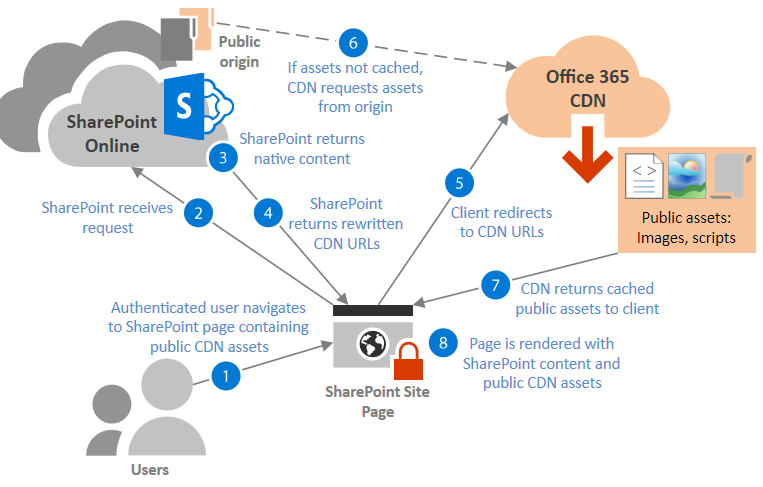 Public
origin
6
If assets not cached,
CDN requests assets
from origin
Office 365
CDN
S
SharePoint
Online
3
SharePoint returns
native content
< >
Public assets:
Images, scripts
SharePoint receives
request
2
4
SharePoint
returns rewritten
CDN URLs
5
Client redirects
to CDN URLs
7
CDN returns cached
public assets to client
Authenticated user navigates
to SharePoint page containing
public CDN assets
1
8
Page is rendered with
SharePoint content and
public CDN assets
SharePoint Site
Page
Users